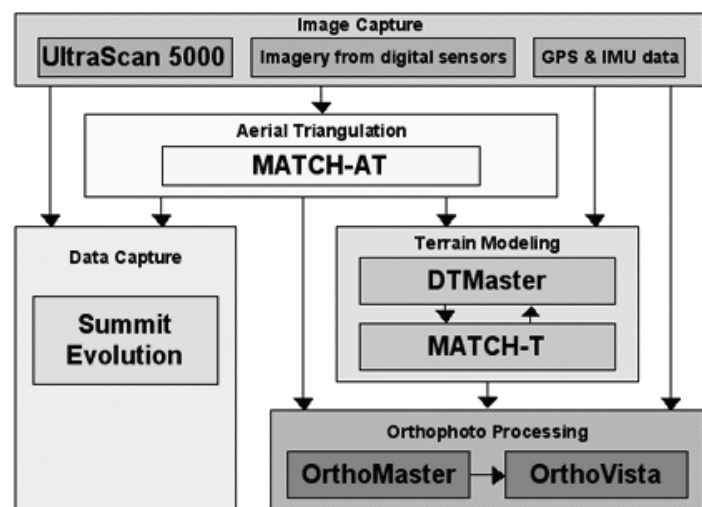 Image Capture
UltraScan 5000
Imagery from digital sensors
GPS & IMU data
Aerial Triangulation
MATCH-AT
Data Capture
Summit
Evolution
Terrain Modeling
DTMaster
MATCH-T
Orthophoto Processing
OrthoMaster
OrthoVista